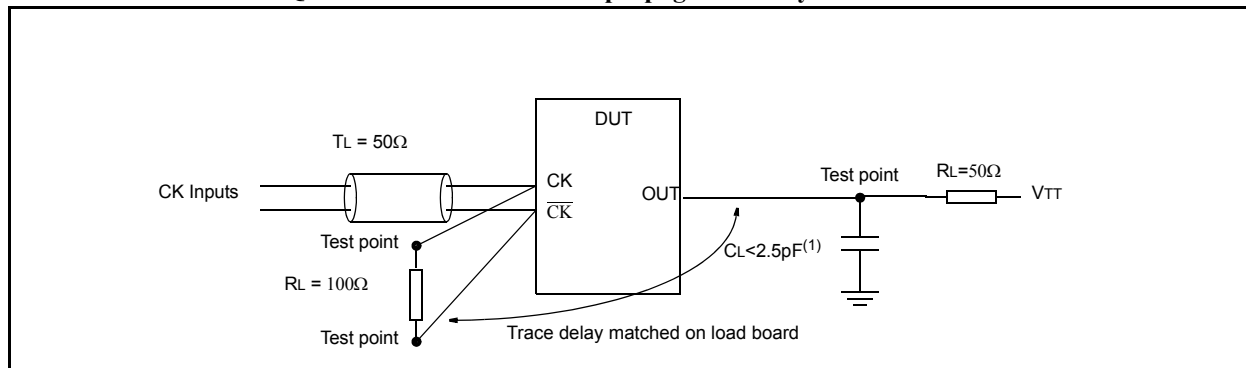 DUT
TL = 50Ω
CK Inputs
CK
CK
OUT
Test point
RL=50Ω
VTT
Test point
CL<2.5pF(1)
RL = 100Ω
Trace delay matched on load board
Test point